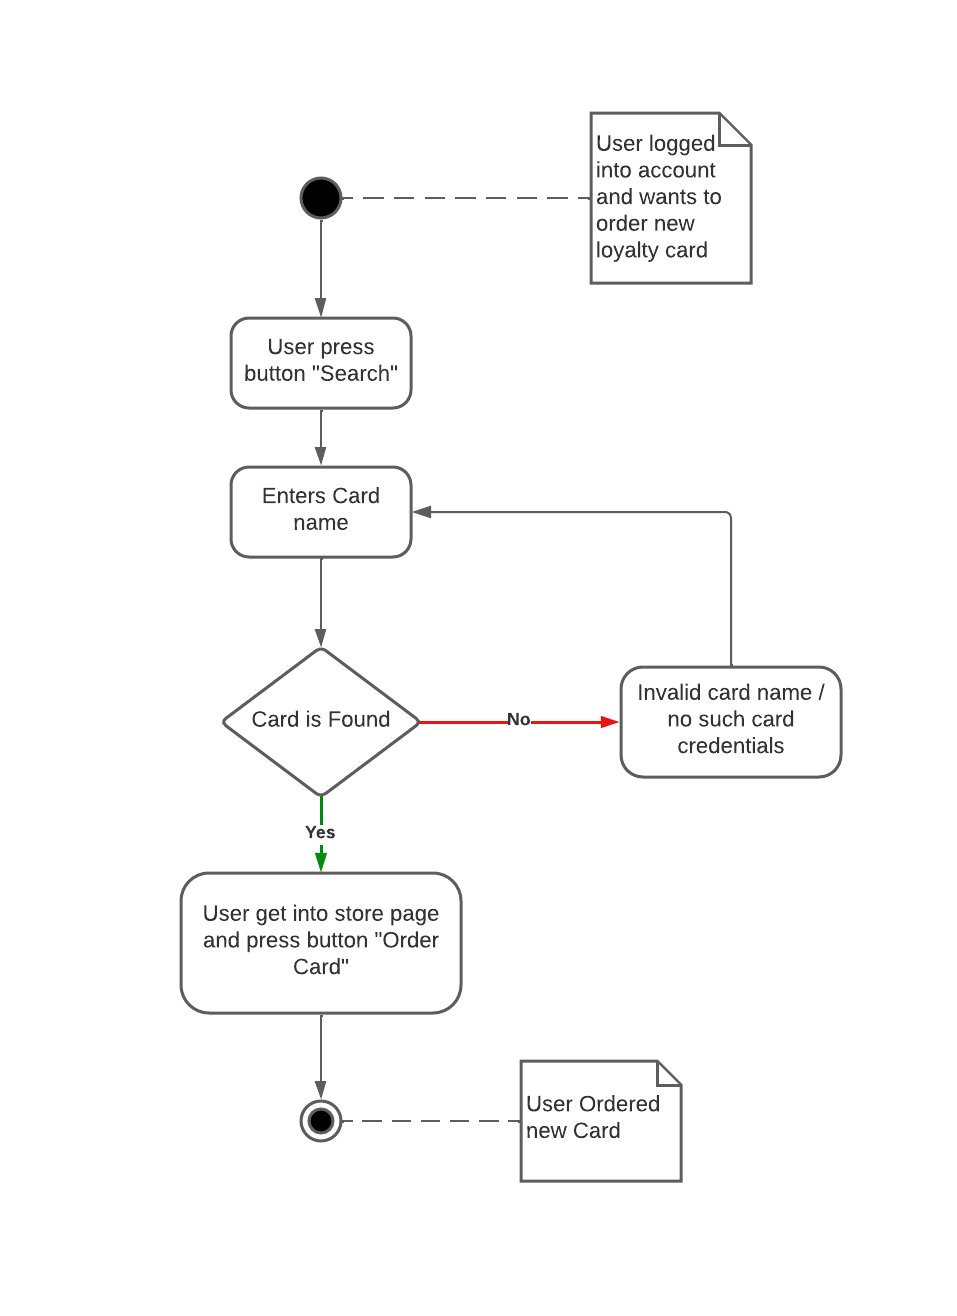 User logged
into account
and wants to
order new
loyalty card
User press
button "Search"
Enters Card
name
Card is Found
No
Invalid card name /
no such card
credentials
Yes
User get into store page
and press button "Order
Card"
User Ordered
new Card